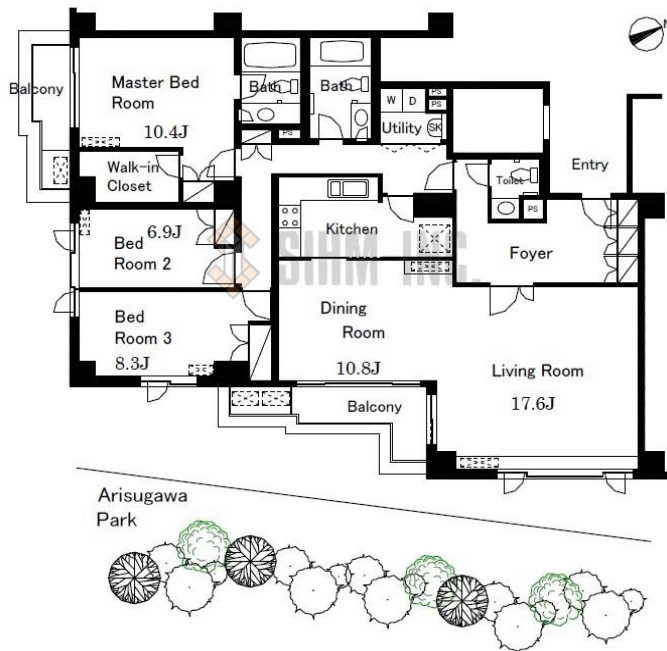 N
Balcony
Master Bed
Room
10.4J
Bath
Bath
W
D
PS
PS
Utility
SK
PS
Walk-in
Closet
Entry
Toilet
PS
Kitchen
Foyer
6.9J
Bed
Room 2
SIHM INC.
Bed
Room 3
8.3J
Dining
Room
10.8J
Living Room
17.6J
Balcony
Arisugawa
Park